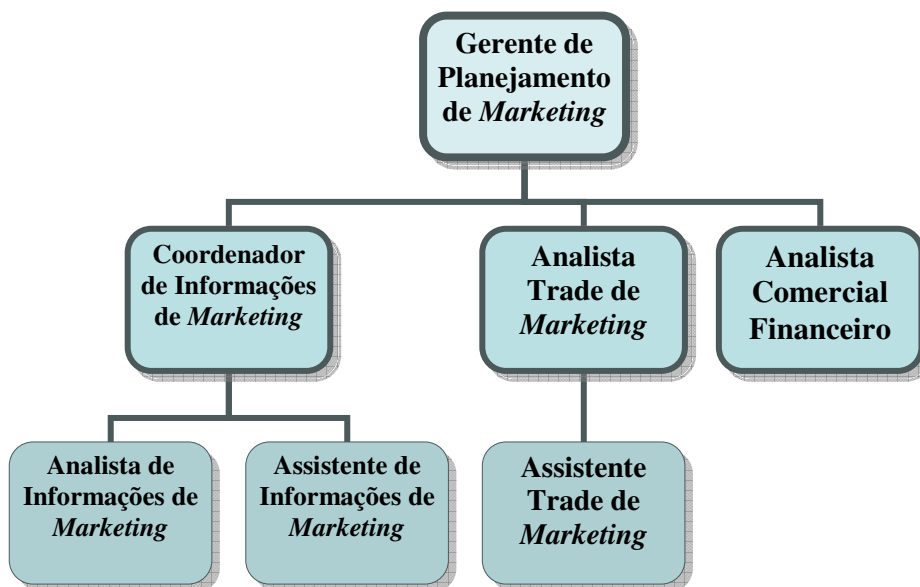 Gerente de
Planejamento
de Marketing
Coordenador
de Informações
de Marketing
Analista
Trade de
Marketing
Analista
Comercial
Financeiro
Analista de
Informações de
Marketing
Assistente de
Informações de
Marketing
Assistente
Trade de
Marketing